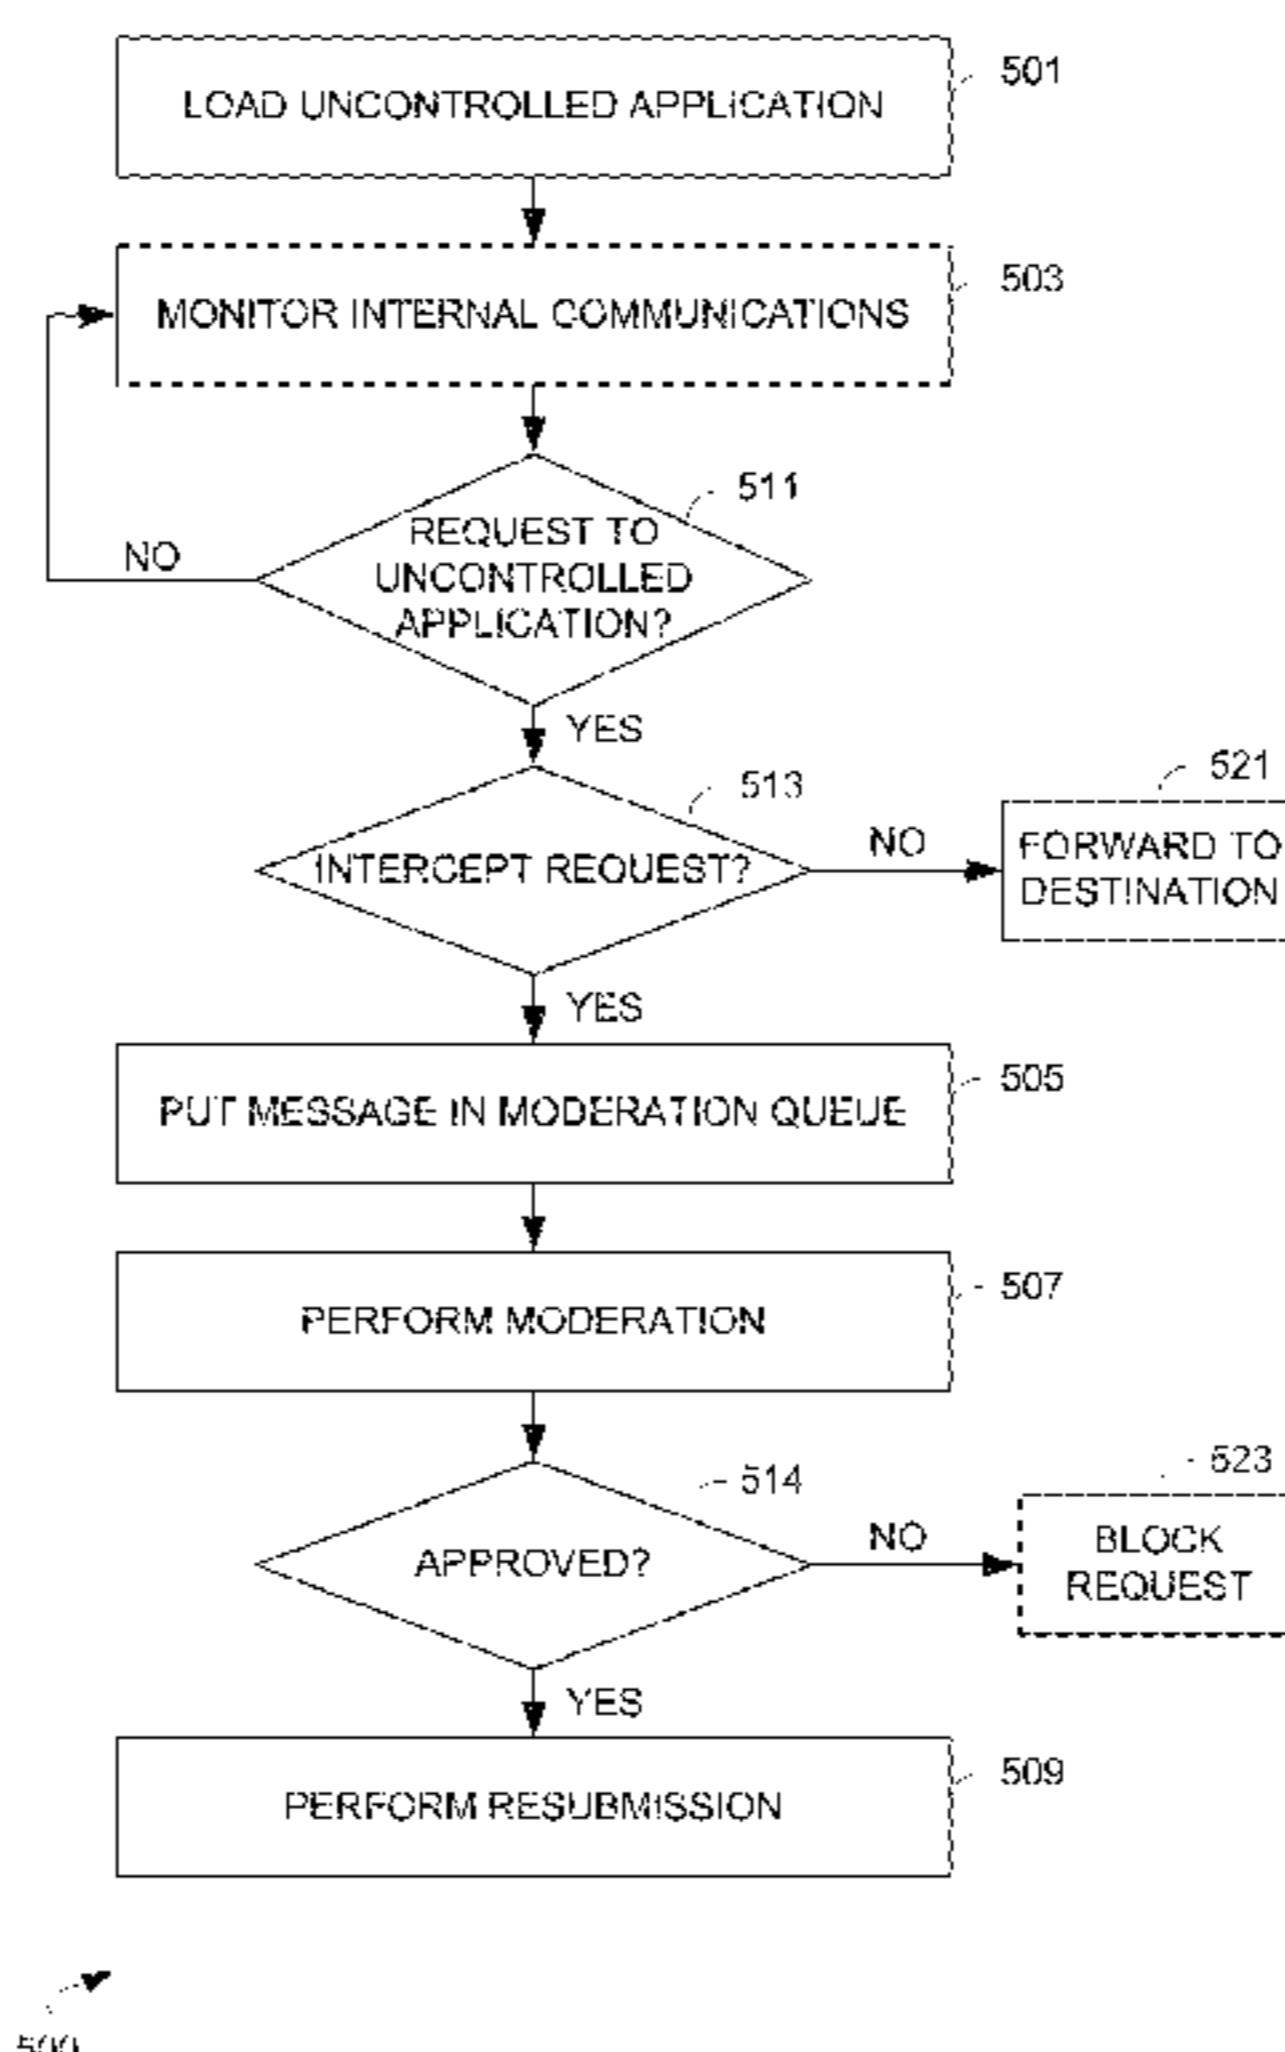 LOAD UNCONTROLLED APPLICATION
501
MONITOR INTERNAL COMMUNICATIONS
503
511
REQUEST TO
UNCONTROLLED
APPLICATION?
NO
YES
513
INTERCEPT REQUEST?
NO
521
FORWARD TO
DESTINATION
YES
PUT MESSAGE IN MODERATION QUEUE
505
PERFORM MODERATION
507
514
APPROVED?
NO
523
BLOCK
REQUEST
YES
PERFORM RESUBMISSION
509
500